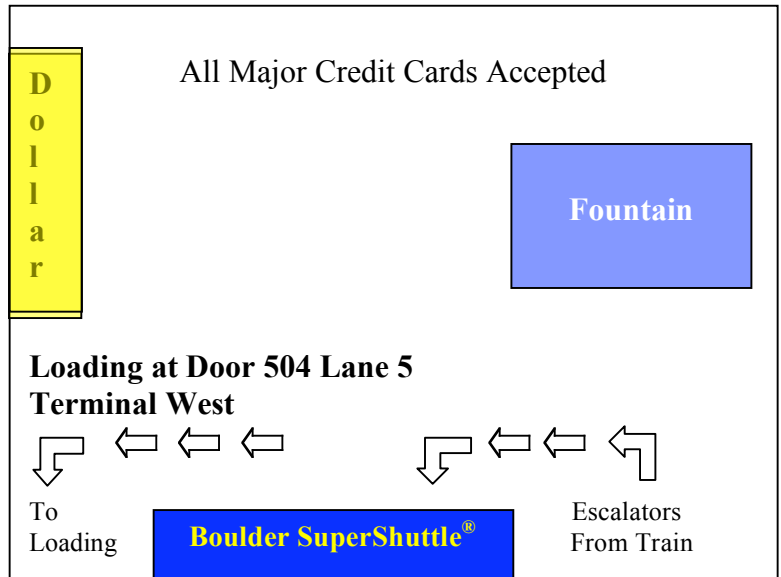 All Major Credit Cards Accepted
Dollar
Fountain
Loading at Door 504 Lane 5
Terminal West
To
Loading
Boulder SuperShuttle®
Escalators
From Train